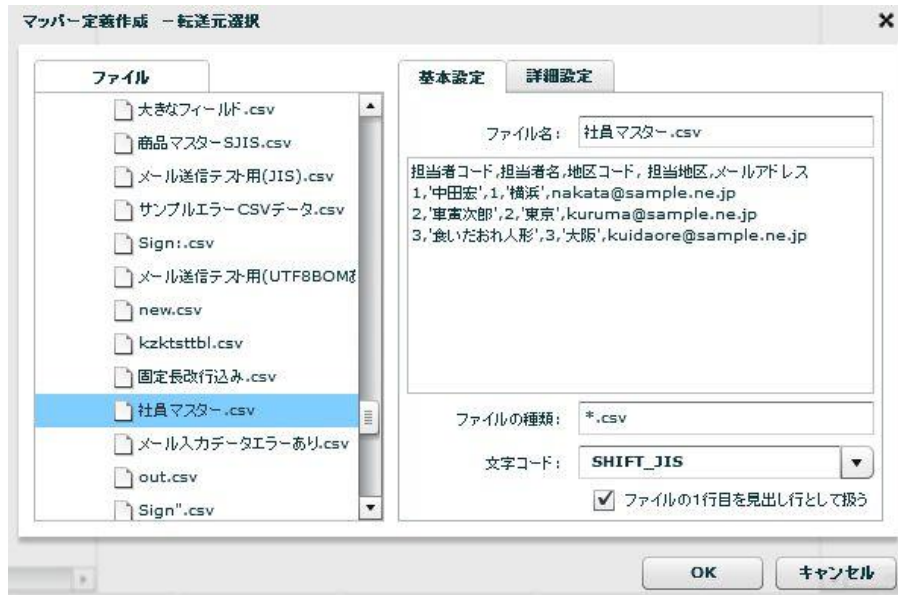 マッパー定義作成 －転送元選択
ファイル
大きなフィールド.csv
商品マスターSJIS.csv
メール送信テスト用(JIS).csv
サンプルエラーCSVデータ.csv
Sign:.csv
メール送信テスト用(UTF8BOMあ
new.csv
kzktsttbl.csv
固定長改行込み.csv
社員マスター.csv
メール入力データエラーあり.csv
out.csv
Sign".csv
基本設定 詳細設定
ファイル名: 社員マスター.csv
担当者コード,担当者名,地区コード, 担当地区,メールアドレス
1,'中田宏',1,'横浜',nakata@sample.ne.jp
2,'車寅次郎',2,'東京',kuruma@sample.ne.jp
3,'食いだおれ人形',3,'大阪',kuidaore@sample.ne.jp
ファイルの種類: *.csv
文字コード: SHIFT_JIS
ファイルの1行目を見出し行として扱う
OK キャンセル